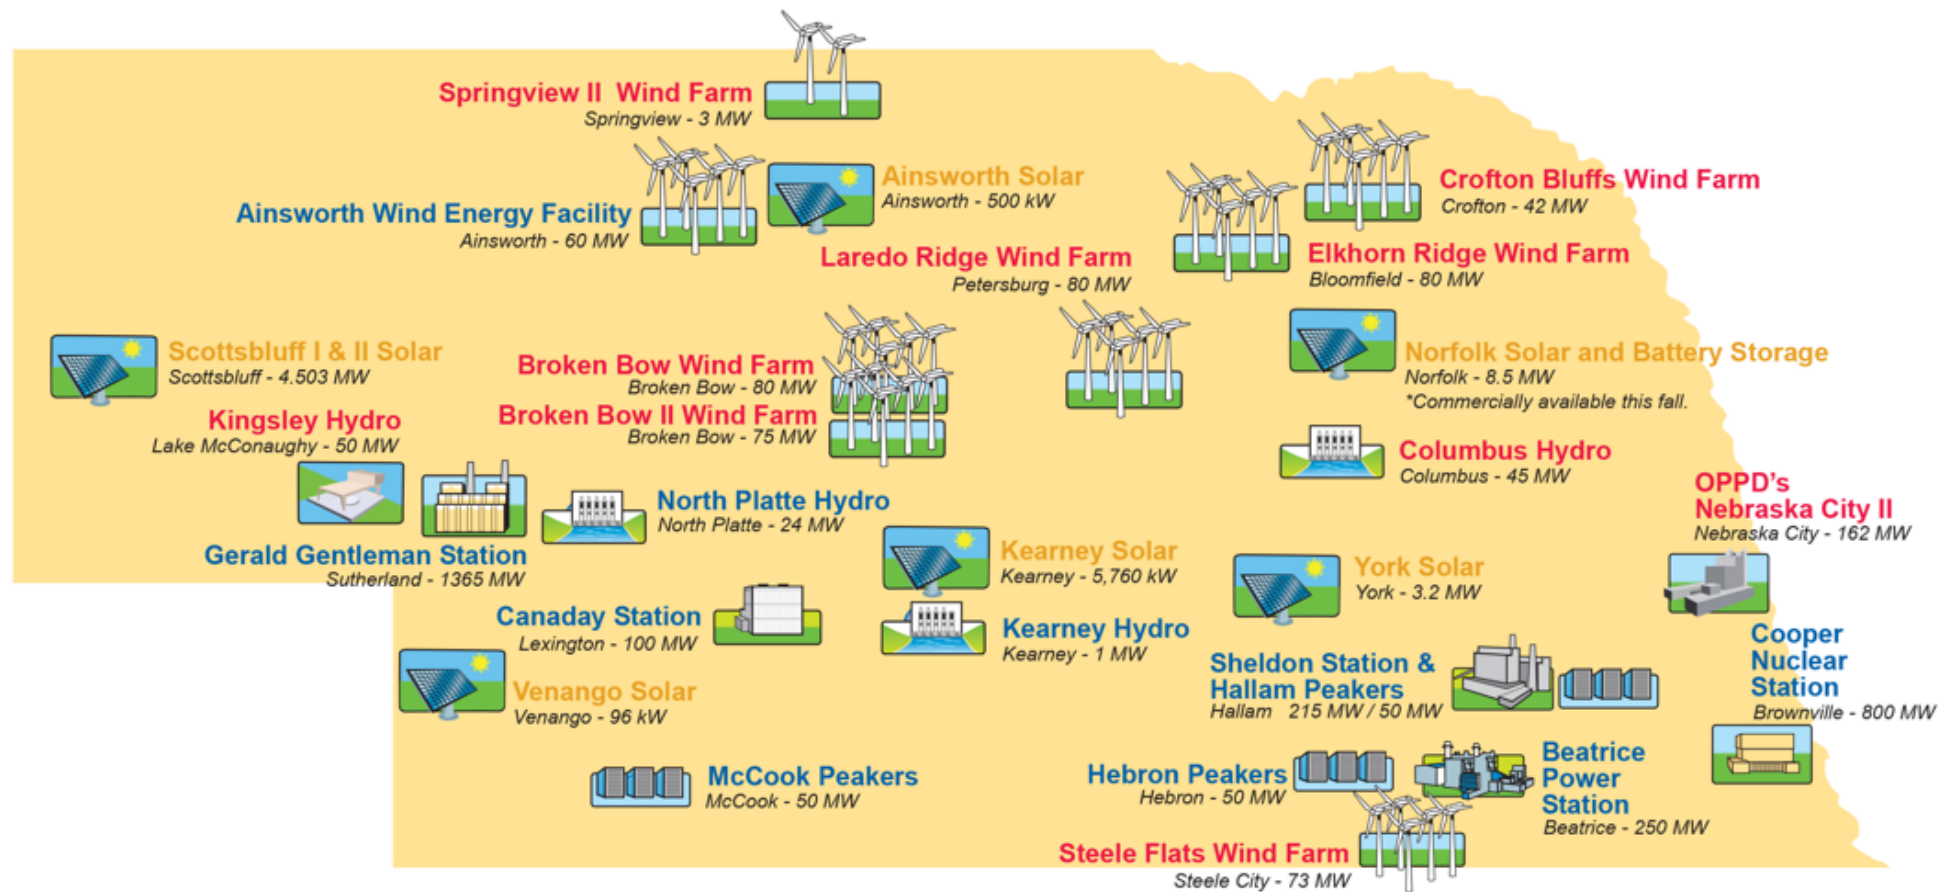 Springview II  Wind Farm
Springview - 3 MW
Ainsworth Solar
Ainsworth - 500 kW
Crofton Bluffs Wind Farm
Crofton - 42 MW
Ainsworth Wind Energy Facility
Ainsworth - 60 MW
Laredo Ridge Wind Farm
Petersburg - 80 MW
Elkhorn Ridge Wind Farm
Bloomfield - 80 MW
Scottsbluff I & II Solar
Scottsbluff - 4.503 MW
Broken Bow Wind Farm
Broken Bow - 80 MW
Broken Bow II Wind Farm
Broken Bow - 75 MW
Norfolk Solar and Battery Storage
Norfolk - 8.5 MW
*Commercially available this fall.
Kingsley Hydro
Lake McConaughy - 50 MW
Columbus Hydro
Columbus - 45 MW
OPPD's
Nebraska City II
Nebraska City - 162 MW
North Platte Hydro
North Platte - 24 MW
Gerald Gentleman Station
Sutherland - 1365 MW
Kearney Solar
Kearney - 5,760 kW
York Solar
York - 3.2 MW
Canaday Station
Lexington - 100 MW
Kearney Hydro
Kearney - 1 MW
Cooper
Nuclear
Station
Brownville - 800 MW
Sheldon Station &
Hallam Peakers
Hallam   215 MW / 50 MW
Venango Solar
Venango - 96 kW
McCook Peakers
McCook - 50 MW
Hebron Peakers
Hebron - 50 MW
Beatrice
Power
Station
Beatrice - 250 MW
Steele Flats Wind Farm
Steele City - 73 MW